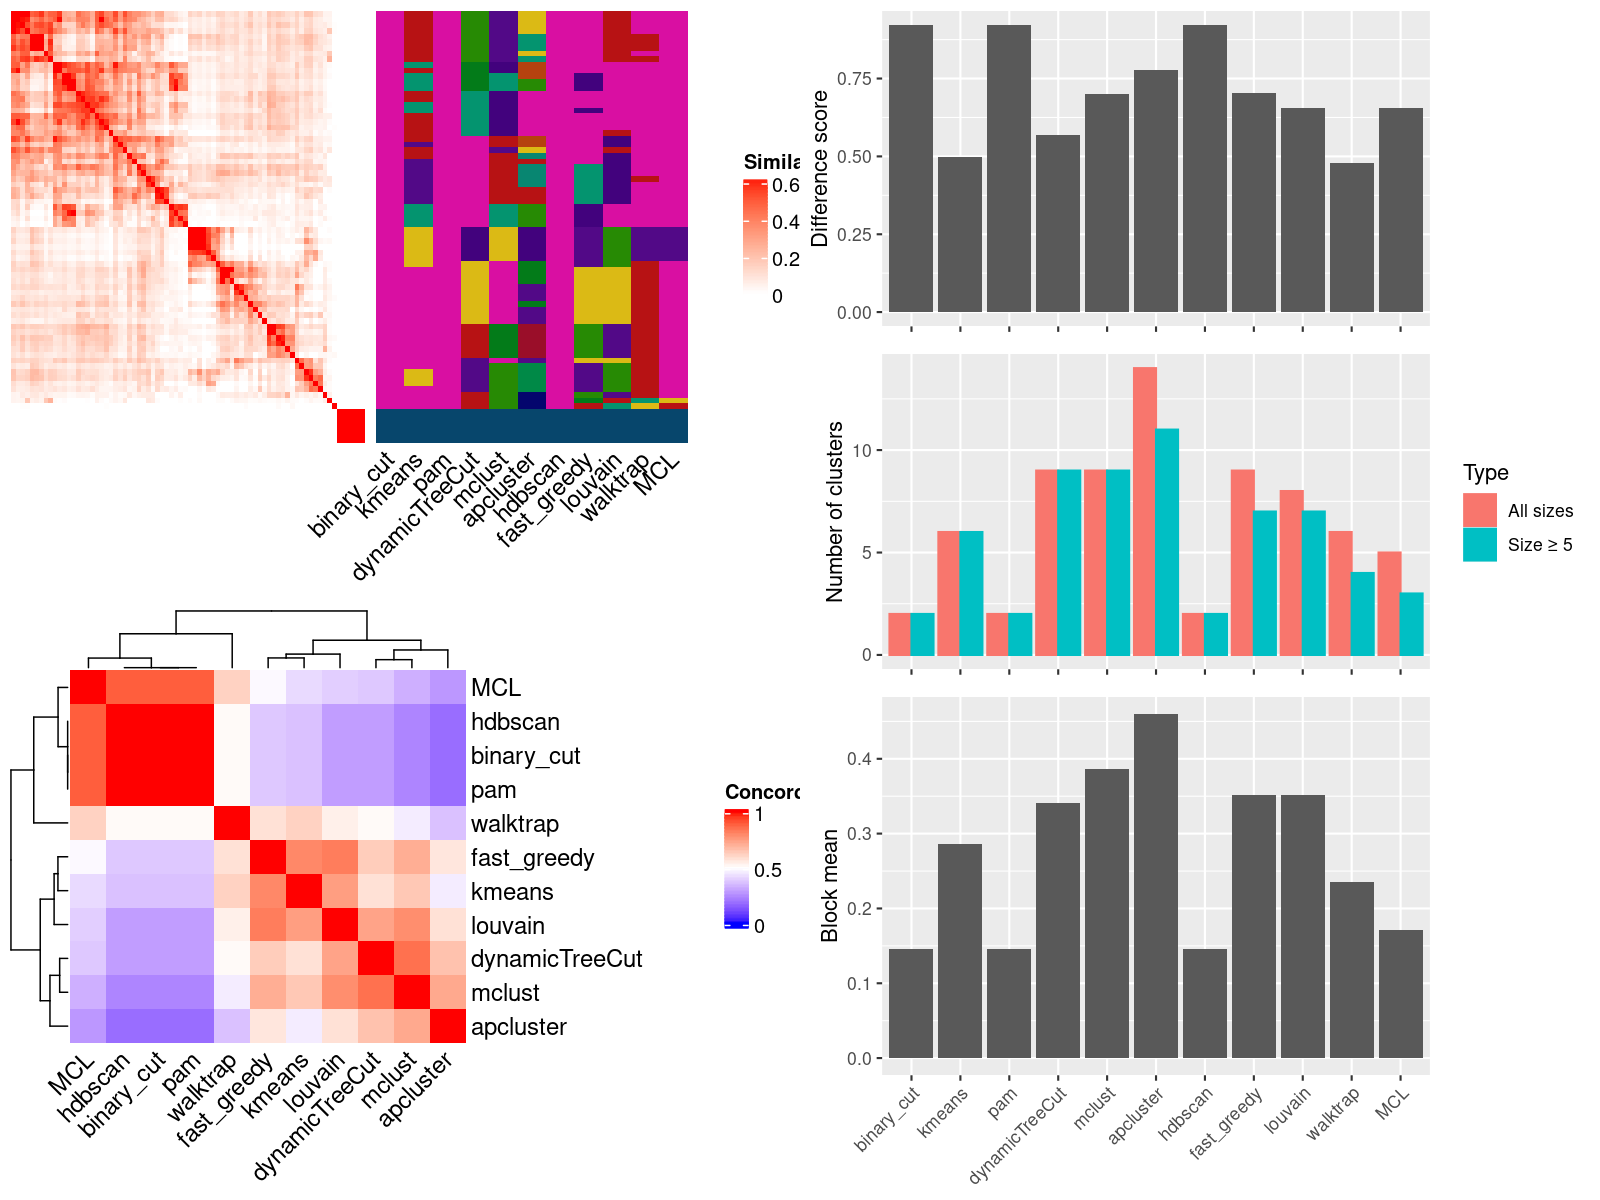 Simila
0.6
0.4
0.2
0
binary_cut
kmeans
pam
dynamicTreeCut
mclust
apcluster
hdbscan
fast_greedy
louvain
walktrap
MCL
Difference score
0.75
0.50
0.25
0.00
Number of clusters
10
5
0
Type
All sizes
Size ≥ 5
MCL
hdbscan
binary_cut
pam
walktrap
fast_greedy
kmeans
louvain
dynamicTreeCut
mclust
apcluster
MCL
hdbscan
binary_cut
pam
walktrap
fast_greedy
kmeans
louvain
dynamicTreeCut
mclust
apcluster
Concord
1
0.5
0
Block mean
0.4
0.3
0.2
0.1
0.0
binary_cut
kmeans
pam
dynamicTreeCut
mclust
apcluster
hdbscan
fast_greedy
louvain
walktrap
MCL